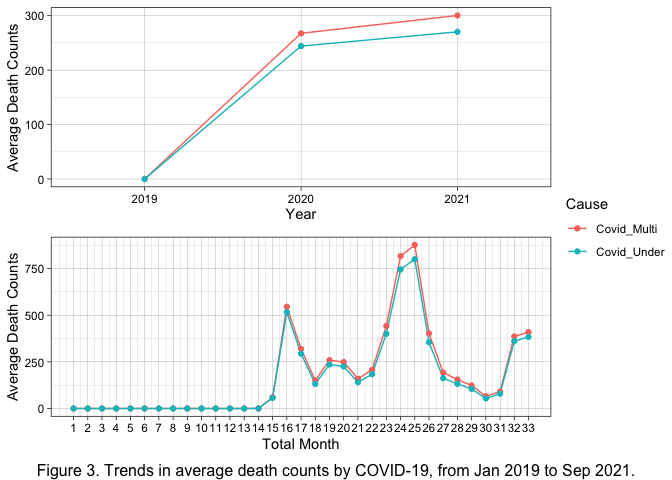 Average Death Counts
300
200
100
0
2019 2020 2021
Year
Cause
Covid_Multi
Covid_Under
Average Death Counts
750
500
250
0
1 2 3 4 5 6 7 8 9 10 11 12 13 14 15 16 17 18 19 20 21 22 23 24 25 26 27 28 29 30 31 32 33
Total Month
Figure 3. Trends in average death counts by COVID-19, from Jan 2019 to Sep 2021.